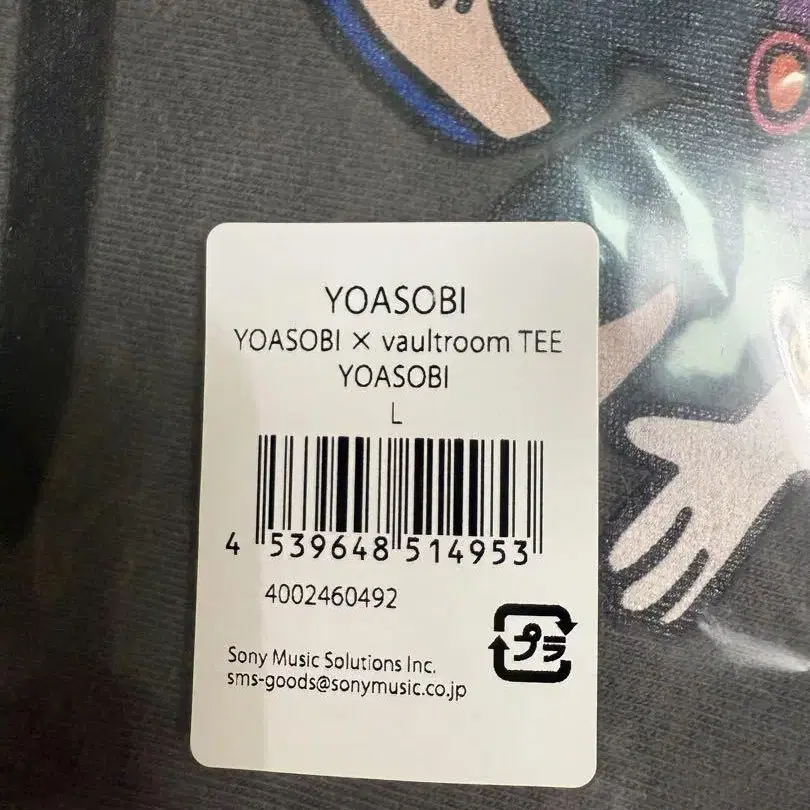 YOASOBI
YOASOBI × vaultroom TEE
YOASOBI
L
4 539648 514953
4002460492
プラ
Sony Music Solutions Inc.
sms-goods@sonymusic.co.jp